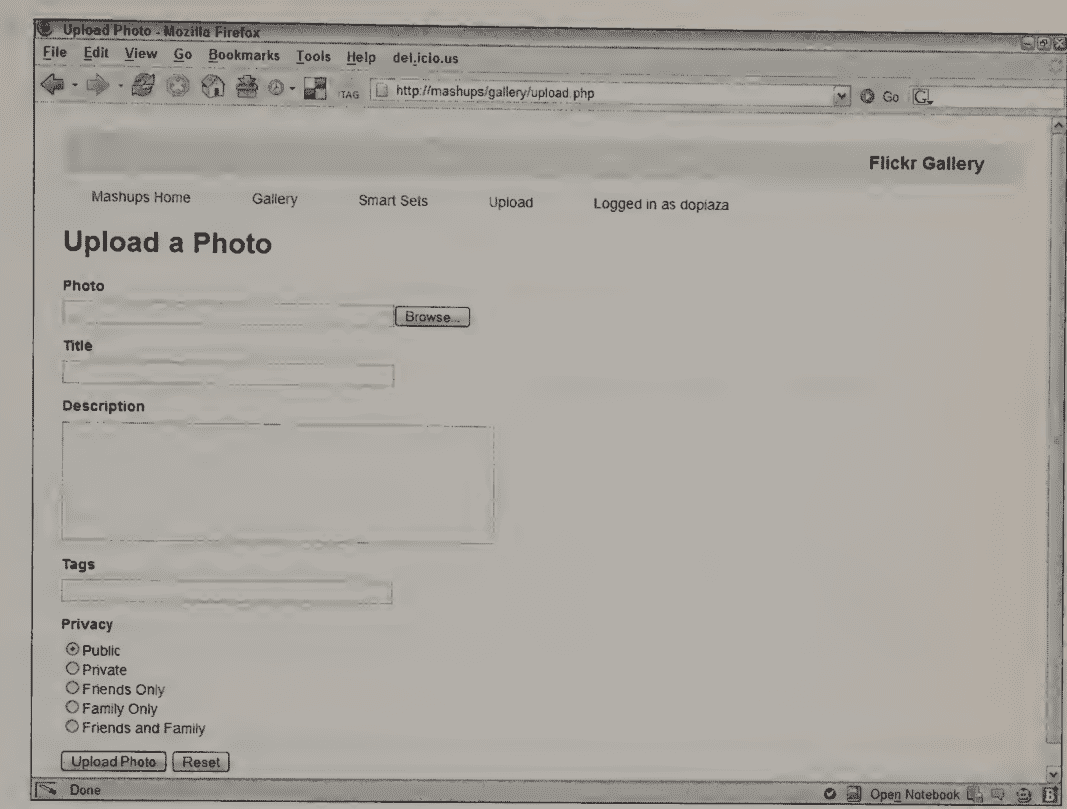 Upload Photo - Mozilla Firefox
File Edit View Go Bookmarks Tools Help del.icio.us
TAG http://mashups/gallery/upload.php Go G
Flickr Gallery
Mashups Home Gallery Smart Sets Upload Logged in as dopiaza
Upload a Photo
Photo
Browse...
Title
Description
Tags
Privacy
Public
Private
Friends Only
Family Only
Friends and Family
Upload Photo Reset
Done Open Notebook